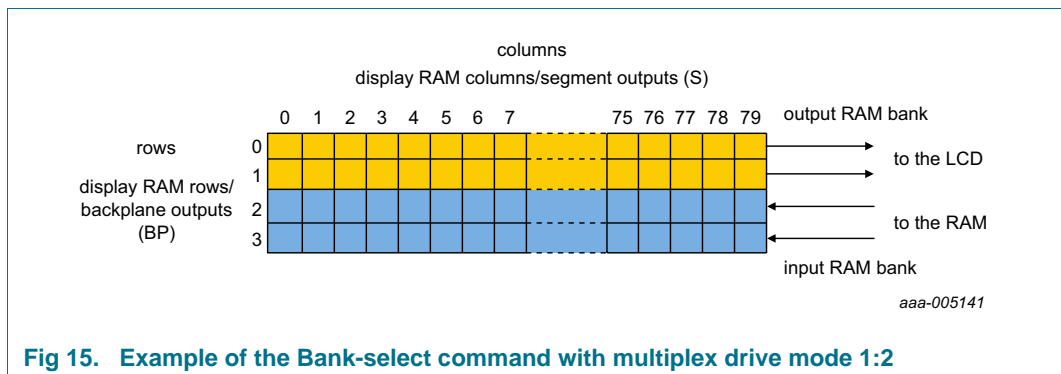 columns
display RAM columns/segment outputs (S)
0 1 2 3 4 5 6 7 75 76 77 78 79 output RAM bank
rows 0
to the LCD
display RAM rows/ 1
backplane outputs 2
(BP) to the RAM
3
input RAM bank
aaa-005141
Fig 15. Example of the Bank-select command with multiplex drive mode 1:2